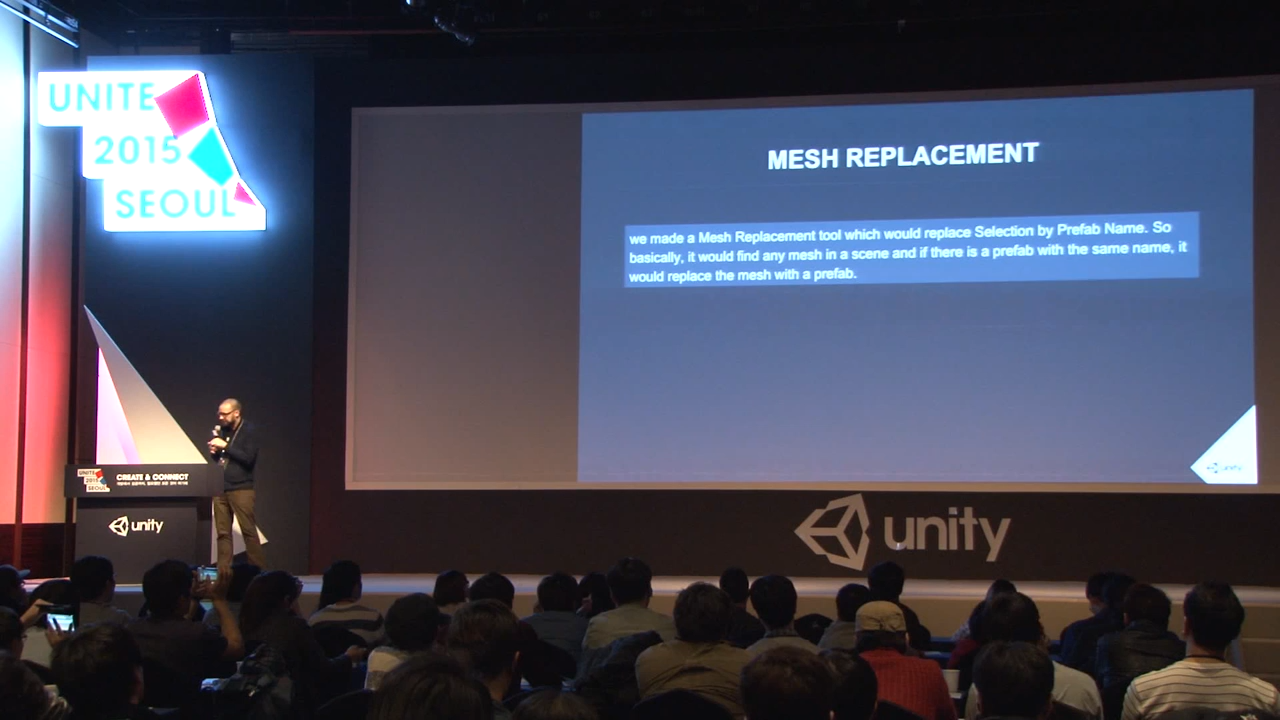 UNITE
2015
SEOUL
MESH REPLACEMENT
we made a Mesh Replacement tool which would replace Selection by Prefab Name. So
basically, it would find any mesh in a scene and if there is a prefab with the same name, it
would replace the mesh with a prefab.
unity
UNITE
2015
SEOUL
CREATE & CONNECT
unity
unity